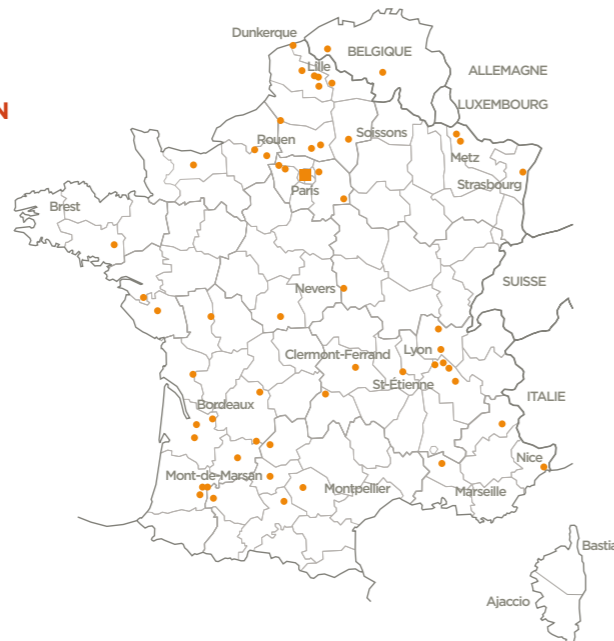 Dunkerque
BELGIQUE
Lille
ALLEMAGNE
LUXEMBOURG
N
Rouen
Soissons
Metz
Paris
Strasbourg
Brest
SUISSE
Nevers
Clermont-Ferrand
Lyon
St-Étienne
ITALIE
Bordeaux
Nice
Mont-de-Marsan
Montpellier
Marseille
Bastia
Ajaccio